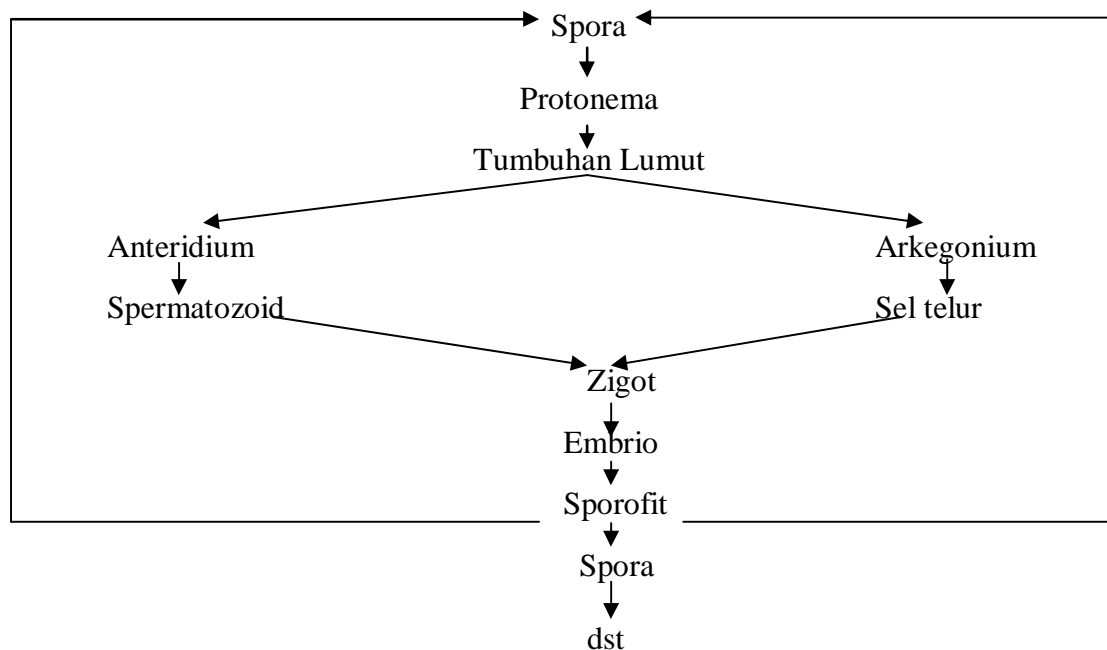 Spora
Protonema
Tumbuhan Lumut
Anteridium Arkegonium
Spermatozoid Sel telur
Zigot
Embrio
Sporofit
Spora
dst